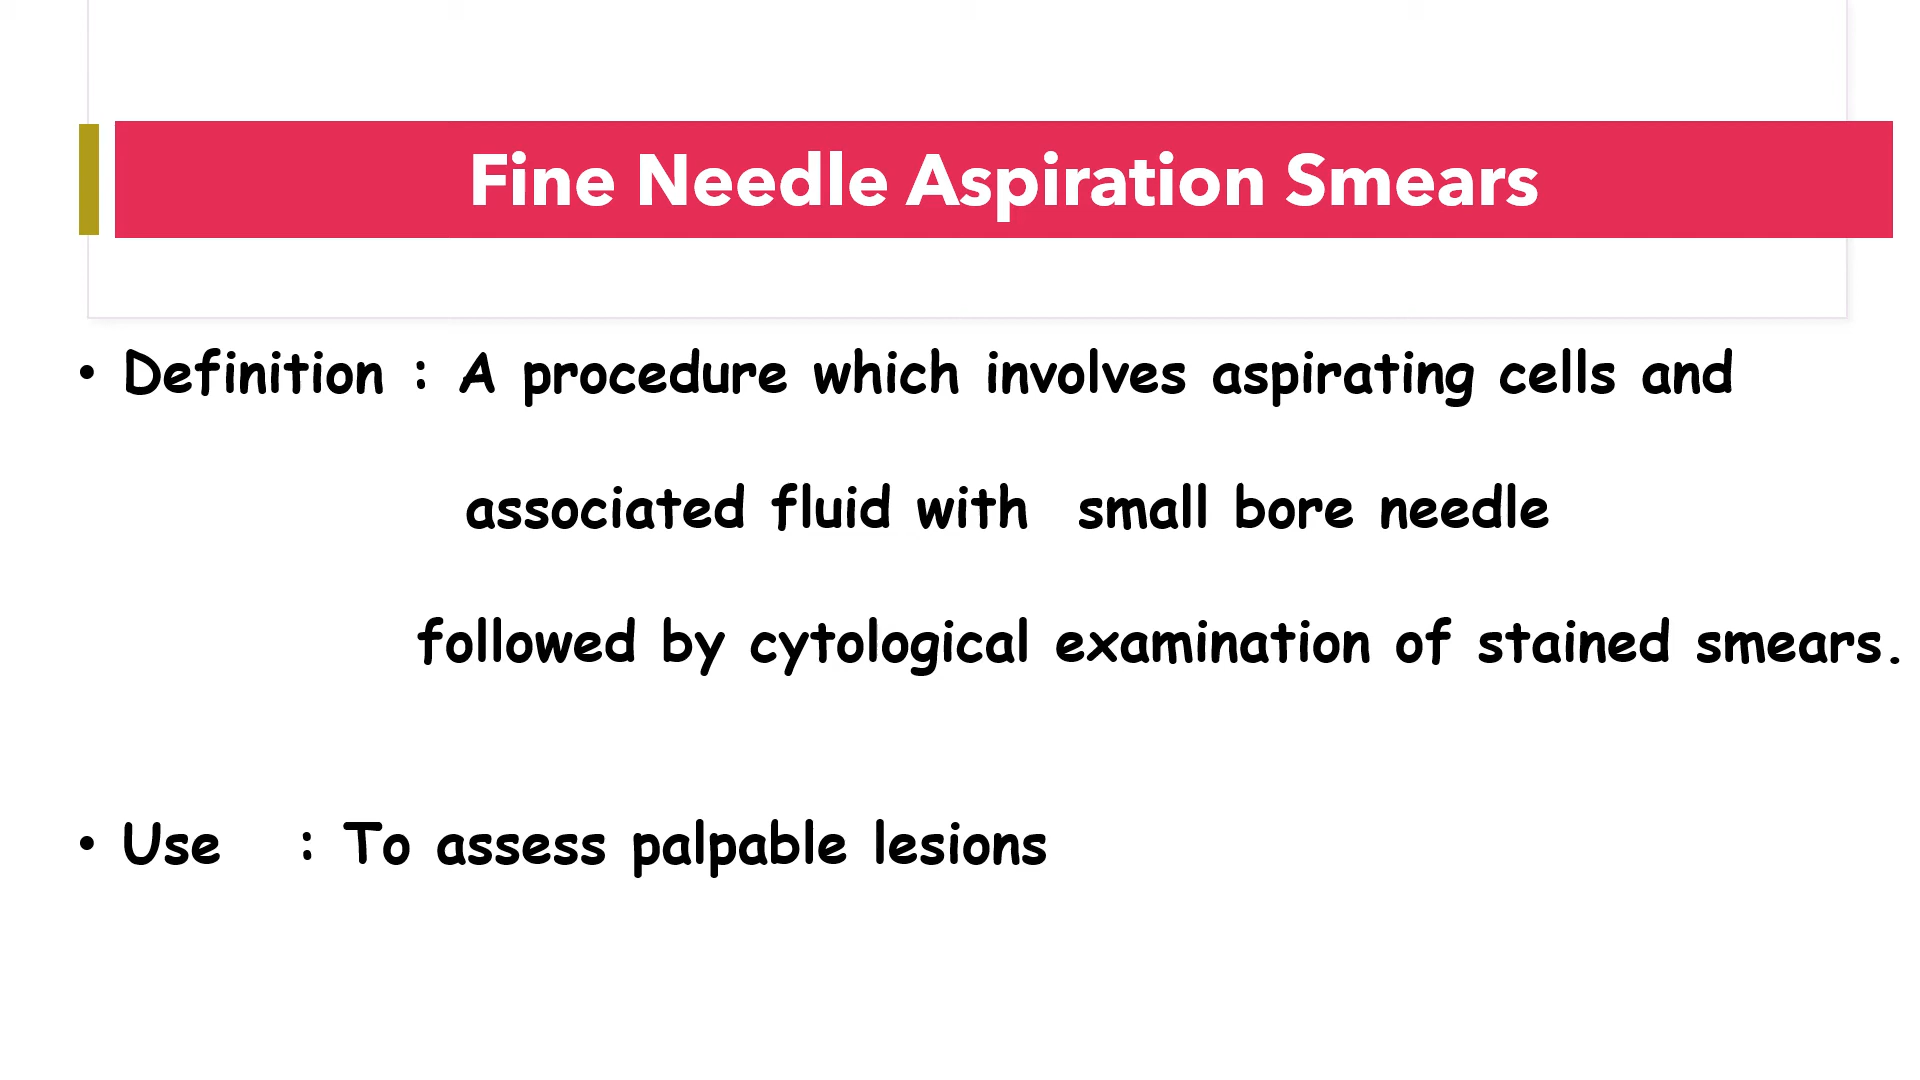 Fine Needle Aspiration Smears
• Definition : A procedure which involves aspirating cells and
associated fluid with small bore needle
followed by cytological examination of stained smears.
• Use : To assess palpable lesions